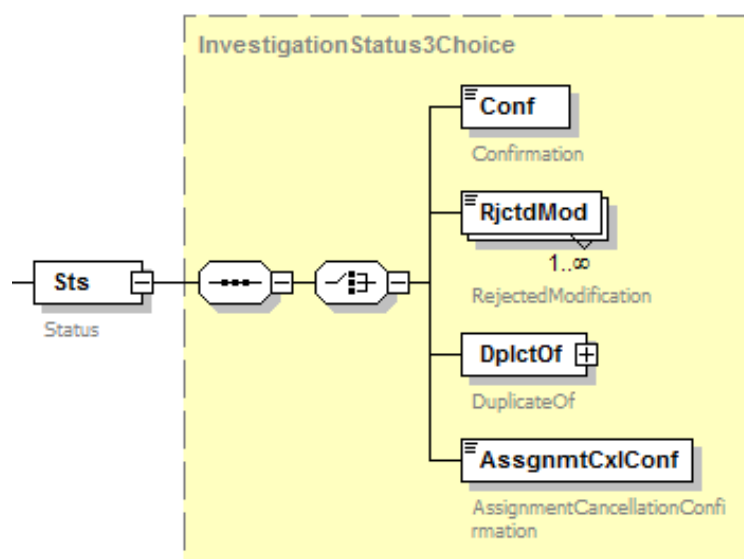 InvestigationStatus3Choice
Conf
Confirmation
RjctdMod
1..∞
RejectedModification
Sts
Status
DplctOf
DuplicateOf
AssgnmtCxlConf
AssignmentCancellationConfi
rmation